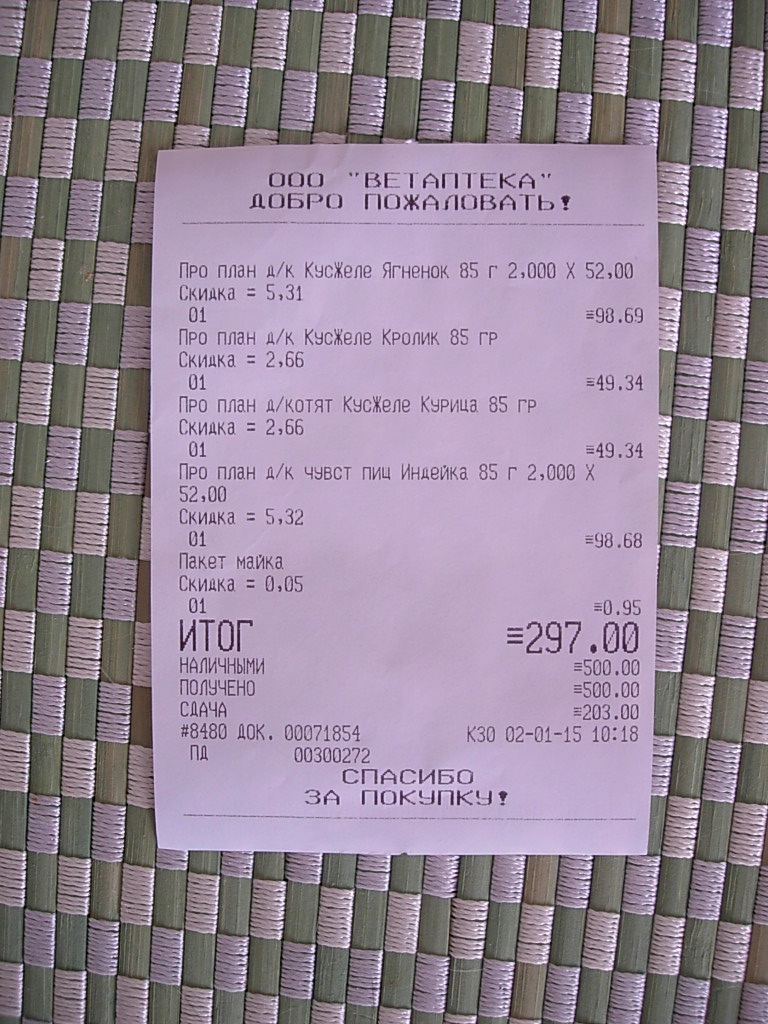 ООО "ВЕТАПТЕКА"
ДОБРО ПОЖАЛОВАТЬ!
Про план д/к КусЖеле Ягненок 85 г 2,000 X 52,00
Скидка = 5,31
01 ≡98.69
Про план д/к КусЖеле Кролик 85 гр
Скидка = 2,66
01 ≡49.34
Про план д/котят КусЖеле Курица 85 гр
Скидка = 2,66
01 ≡49.34
Про план д/к чувст пищ Индейка 85 г 2,000 X
52,00
Скидка = 5,32
01 ≡98.68
Пакет майка
Скидка = 0,05
01 ≡0.95
ИТОГ ≡297.00
НАЛИЧНЫМИ ≡500.00
ПОЛУЧЕНО ≡500.00
СДАЧА ≡203.00
#8480 ДОК. 00071854 К30 02-01-15 10:18
ПД 00300272
СПАСИБО
ЗА ПОКУПКУ!